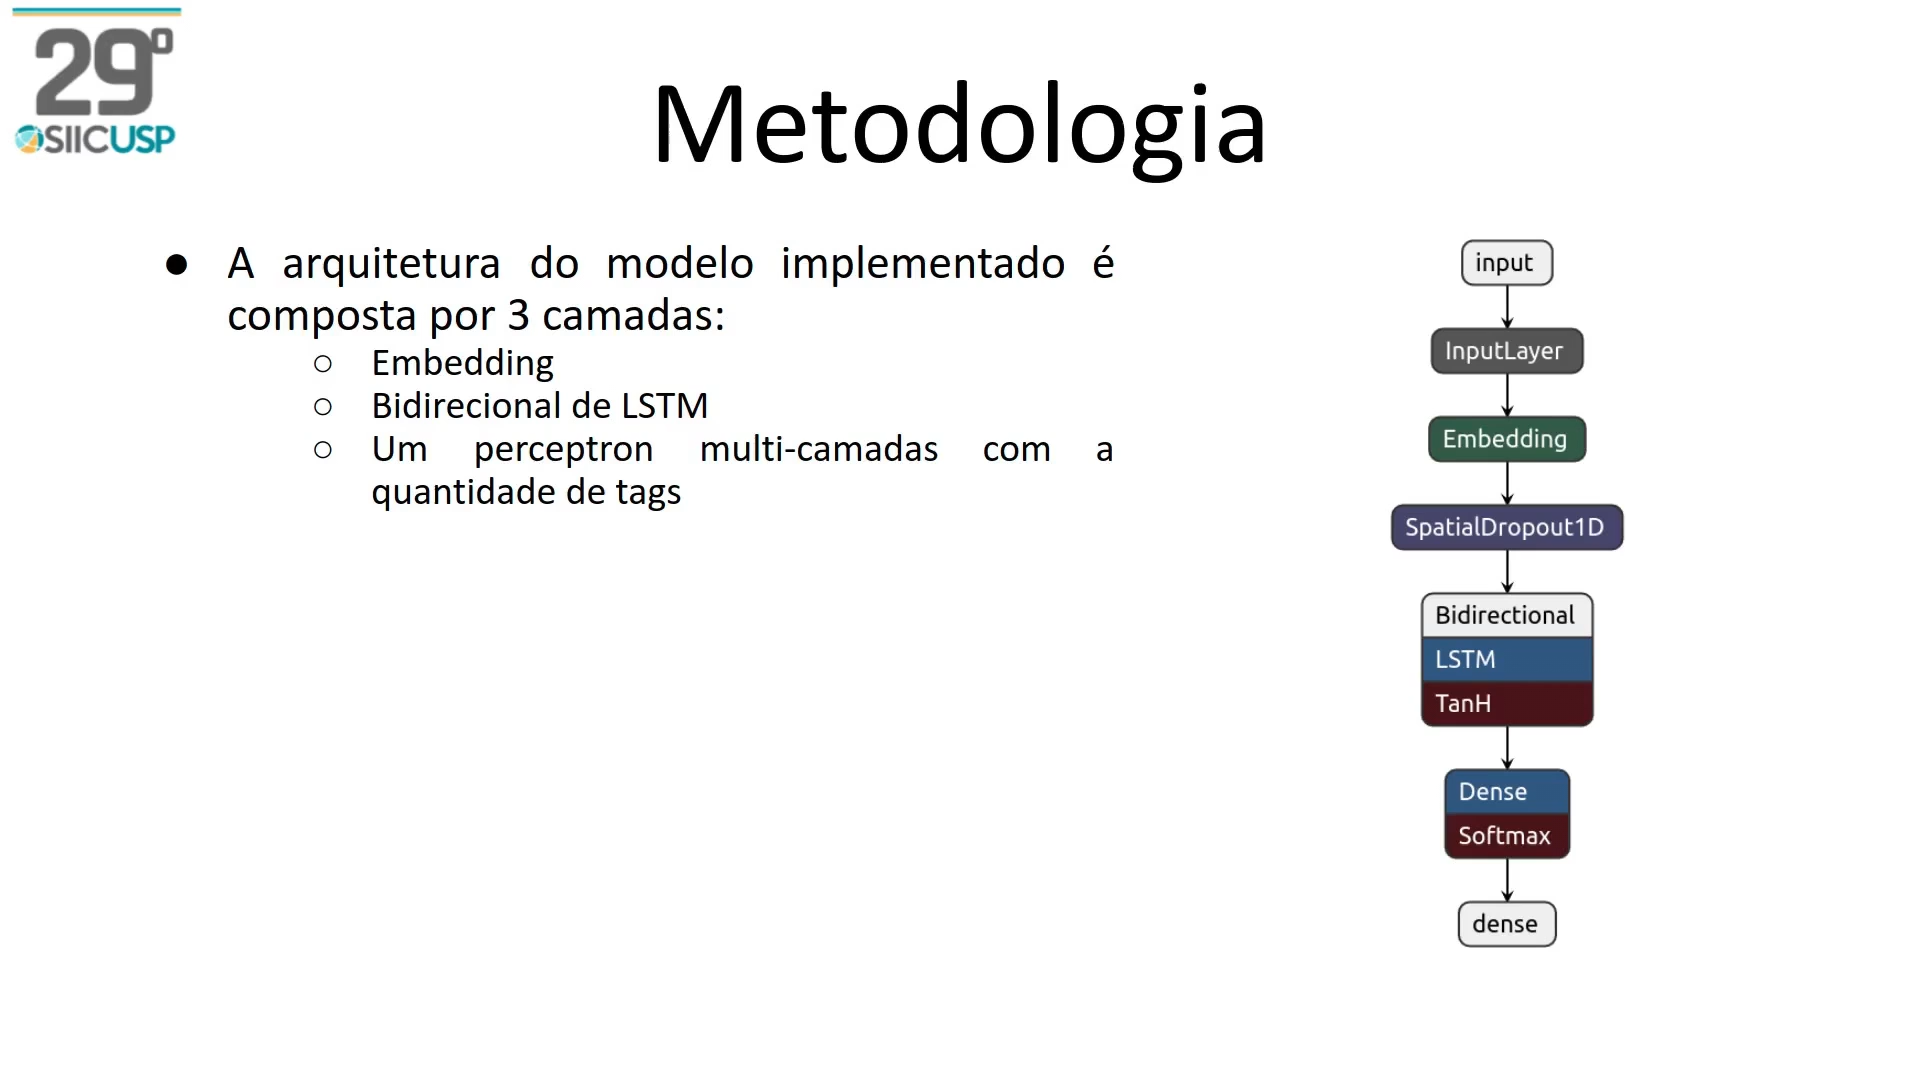 29º
SIICUSP
Metodologia
● A arquitetura do modelo implementado é
composta por 3 camadas:
○ Embedding
○ Bidirecional de LSTM
○ Um perceptron multi-camadas com a
quantidade de tags
input
InputLayer
Embedding
SpatialDropout1D
Bidirectional
LSTM
TanH
Dense
Softmax
dense